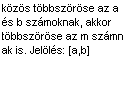 közös többszöröse az a
és b számoknak, akkor
többszöröse az m számn
ak is. Jelölés: [a,b]